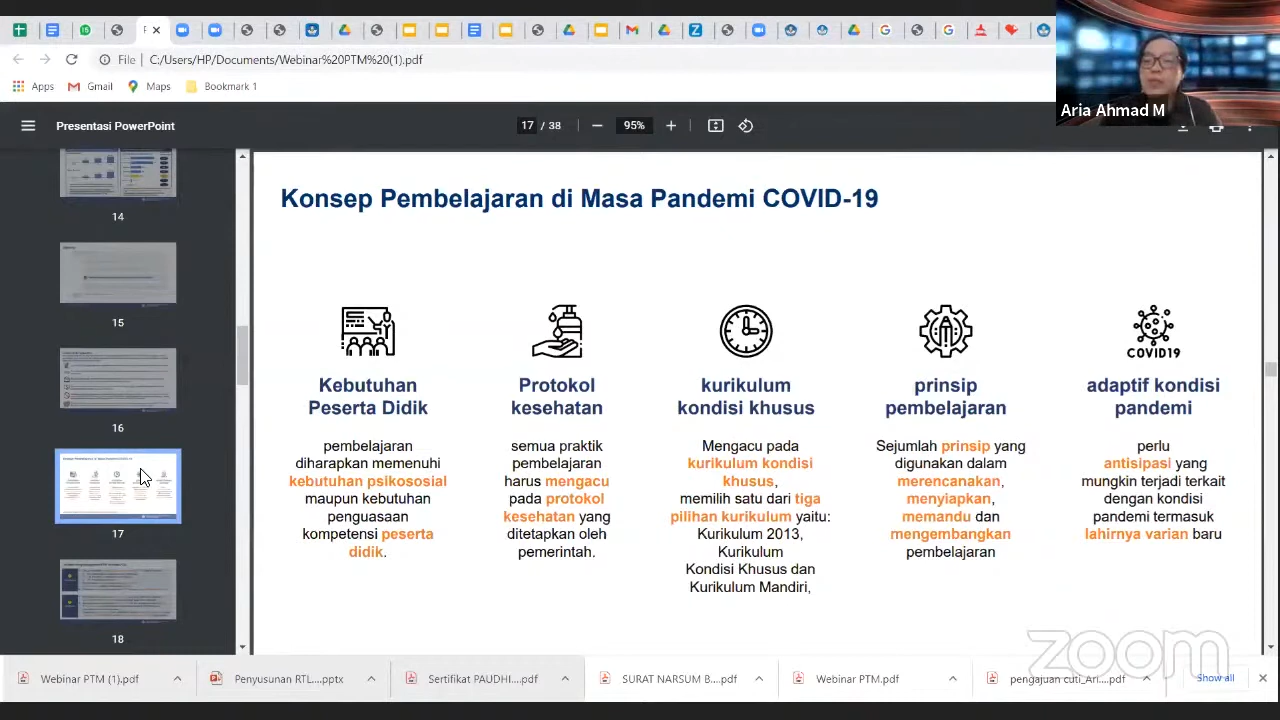 File
C:/Users/HP/Documents/Webinar%20PTM%20(1).pdf
Apps
Gmail
Maps
Bookmark 1
Aria Ahmad M
Presentasi PowerPoint
17 / 38
95%
14
15
16
17
18
Konsep Pembelajaran di Masa Pandemi COVID-19
Kebutuhan
Peserta Didik
pembelajaran
diharapkan memenuhi
kebutuhan psikososial
maupun kebutuhan
penguasaan
kompetensi peserta
didik.
Protokol
kesehatan
semua praktik
pembelajaran
harus mengacu
pada protokol
kesehatan yang
ditetapkan oleh
pemerintah.
kurikulum
kondisi khusus
Mengacu pada
kurikulum kondisi
khusus,
memilih satu dari tiga
pilihan kurikulum yaitu:
Kurikulum 2013,
Kurikulum
Kondisi Khusus dan
Kurikulum Mandiri,
prinsip
pembelajaran
Sejumlah prinsip yang
digunakan dalam
merencanakan,
menyiapkan,
memandu dan
mengembangkan
pembelajaran
COVID19
adaptif kondisi
pandemi
perlu
antisipasi yang
mungkin terjadi terkait
dengan kondisi
pandemi termasuk
lahirnya varian baru
zoom
Webinar PTM (1).pdf
Penyusunan RTL....pptx
Sertifikat PAUDHI....pdf
SURAT NARSUM B....pdf
Webinar PTM.pdf
pengajuan cuti_Ari....pdf
Show all